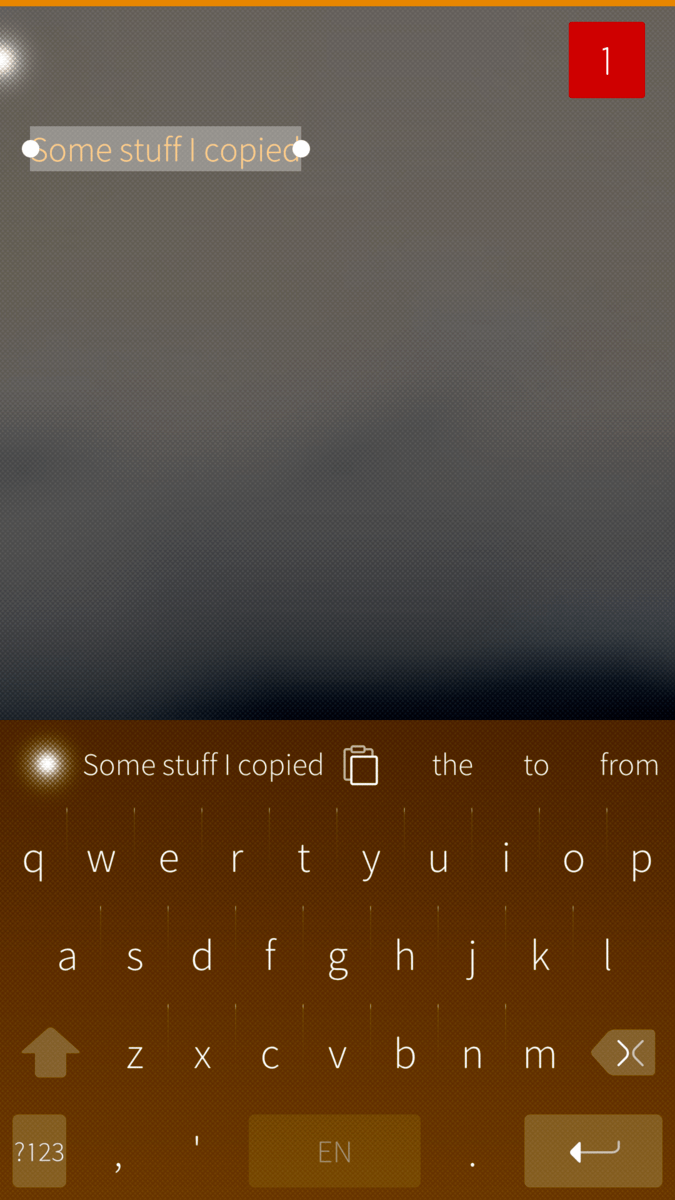 1
Some stuff I copied
Some stuff I copied the to from
q w e r t y u i o p
a s d f g h j k l
z x c v b n m
?123 , ' EN .